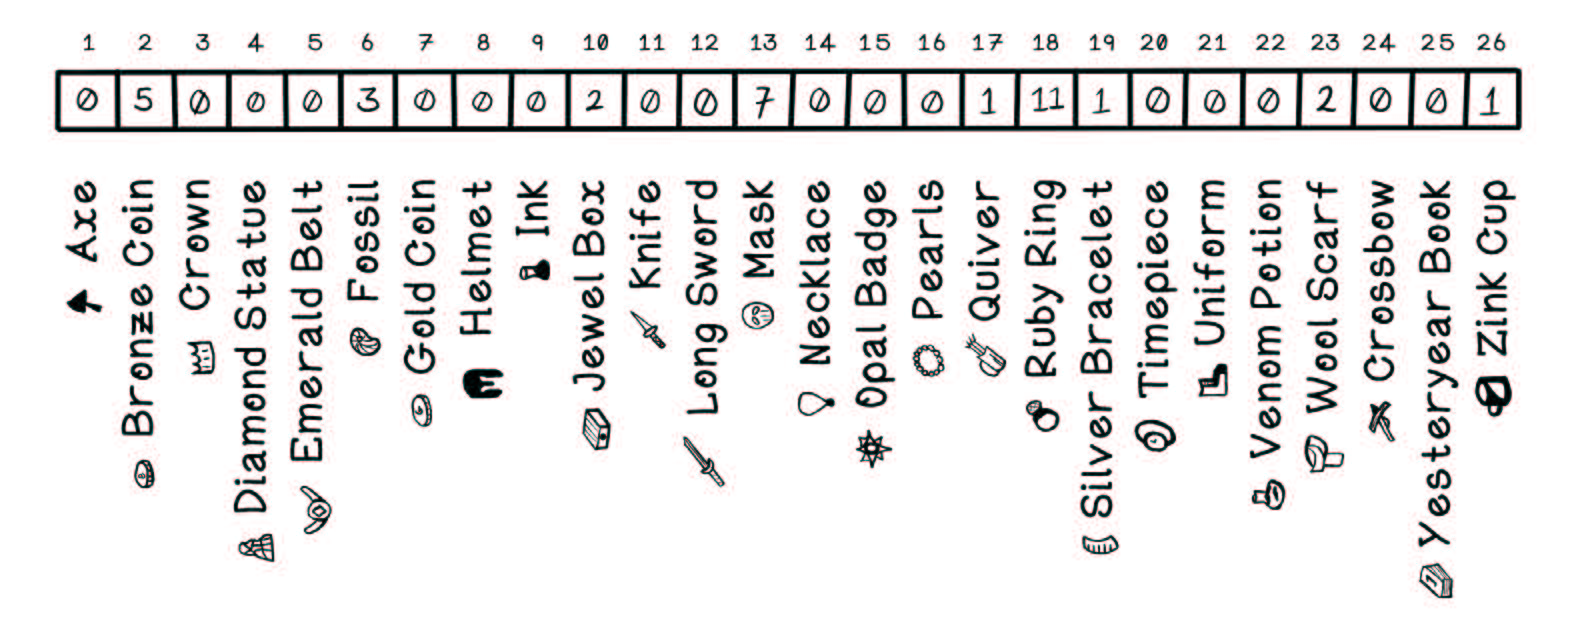 1 2 3 4 5 6 7 8 9 10 11 12 13 14 15 16 17 18 19 20 21 22 23 24 25 26
0 5 0 0 0 3 0 0 0 2 0 0 7 0 0 0 1 11 1 0 0 0 2 0 0 1
Axe
Bronze Coin
Crown
Diamond Statue
Emerald Belt
Fossil
Gold Coin
Helmet
Ink
Jewel Box
Knife
Long Sword
Mask
Necklace
Opal Badge
Pearls
Quiver
Ruby Ring
Silver Bracelet
Timepiece
Uniform
Venom Potion
Wool Scarf
Crossbow
Yesteryear Book
Zink Cup